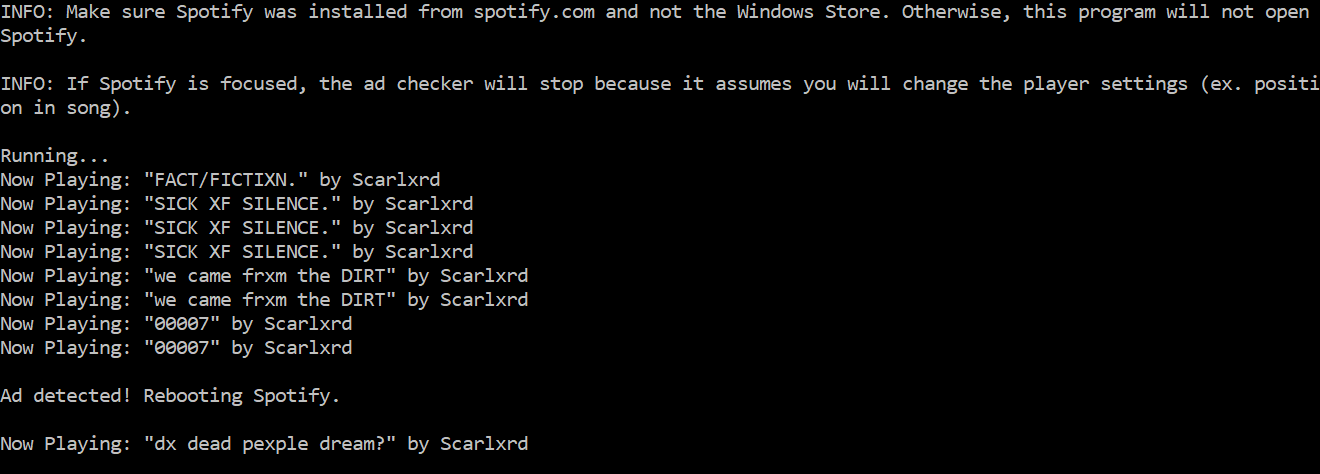 INFO: Make sure Spotify was installed from spotify.com and not the Windows Store. Otherwise, this program will not open
Spotify.
INFO: If Spotify is focused, the ad checker will stop because it assumes you will change the player settings (ex. positi
on in song).
Running...
Now Playing: "FACT/FICTIXN." by Scarlxrd
Now Playing: "SICK XF SILENCE." by Scarlxrd
Now Playing: "SICK XF SILENCE." by Scarlxrd
Now Playing: "SICK XF SILENCE." by Scarlxrd
Now Playing: "we came frxm the DIRT" by Scarlxrd
Now Playing: "we came frxm the DIRT" by Scarlxrd
Now Playing: "00007" by Scarlxrd
Now Playing: "00007" by Scarlxrd
Ad detected! Rebooting Spotify.
Now Playing: "dx dead pexple dream?" by Scarlxrd